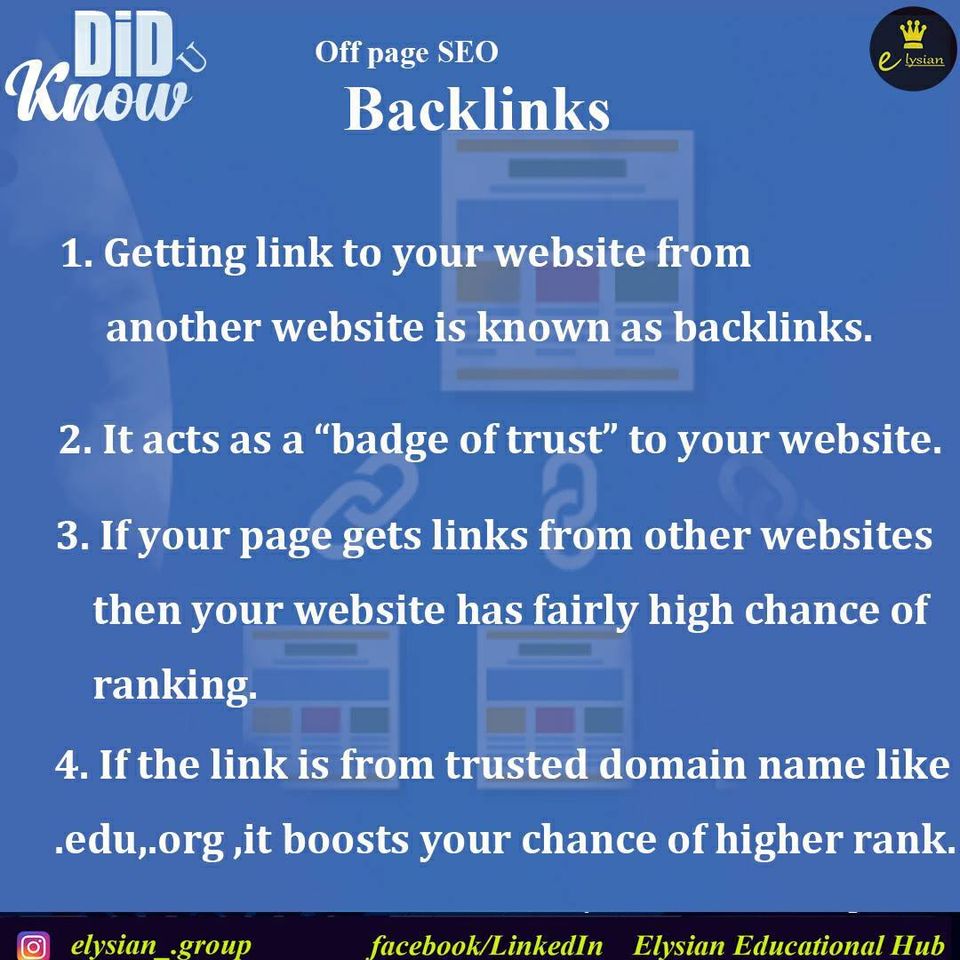 DiD U
Know
Off page SEO
Backlinks
elysian
1. Getting link to your website from
another website is known as backlinks.
2. It acts as a “badge of trust” to your website.
3. If your page gets links from other websites
then your website has fairly high chance of
ranking.
4. If the link is from trusted domain name like
.edu,.org ,it boosts your chance of higher rank.
elysian_.group facebook/LinkedIn Elysian Educational Hub